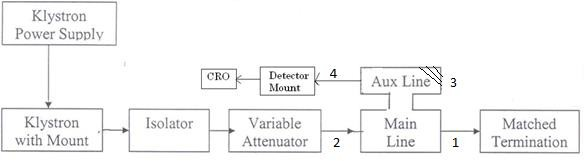 Klystron
Power Supply
CRO
Detector
Mount
4
Aux Line
3
Klystron
with Mount
Isolator
Variable
Attenuator
2
Main
Line
1
Matched
Termination